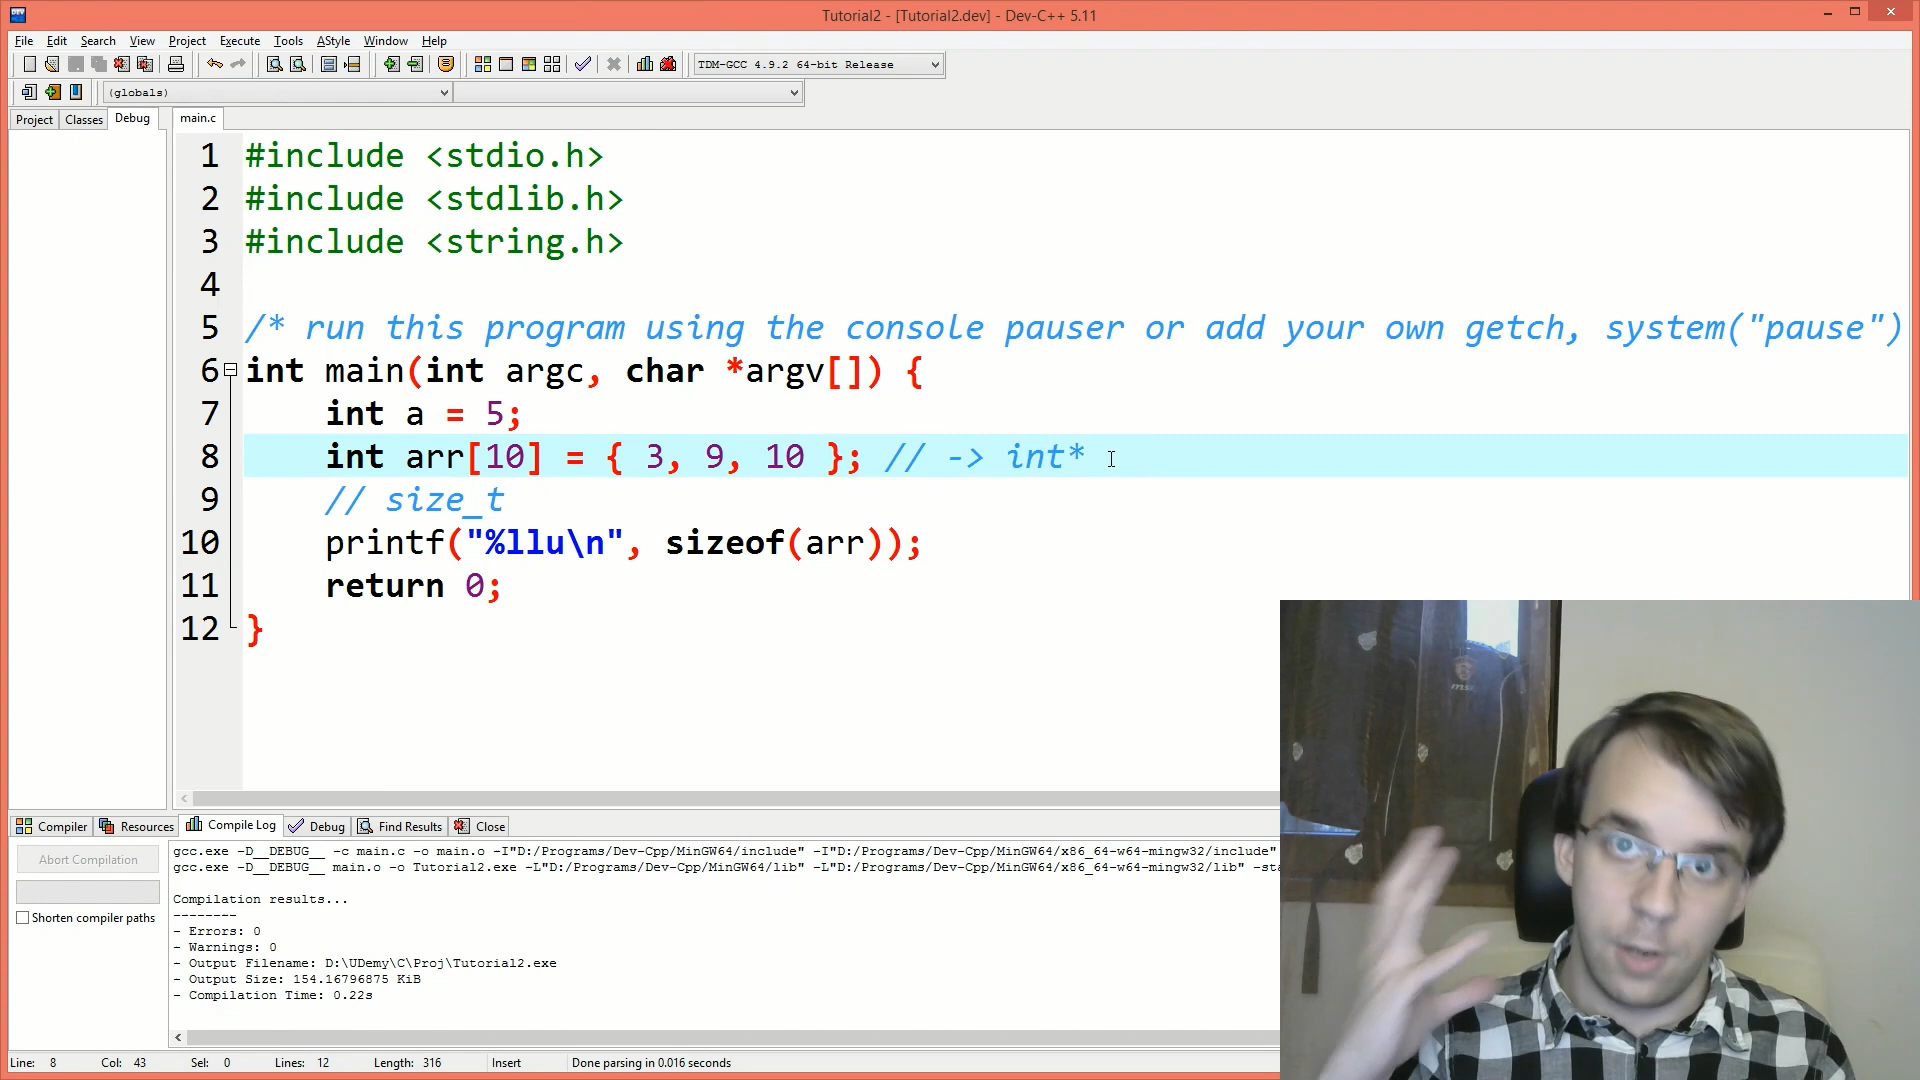 Tutorial2 - [Tutorial2.dev] - Dev-C++ 5.11
File Edit Search View Project Execute Tools AStyle Window Help
TDM-GCC 4.9.2 64-bit Release
(globals)
Project Classes Debug main.c
1 #include <stdio.h>
2 #include <stdlib.h>
3 #include <string.h>
4
5 /* run this program using the console pauser or add your own getch, system("pause")
6 int main(int argc, char *argv[]) {
7 int a = 5;
8 int arr[10] = { 3, 9, 10 }; // -> int*
9 // size_t
10 printf("%llu\n", sizeof(arr));
11 return 0;
12 }
Compiler Resources Compile Log Debug Find Results Close
Abort Compilation
Shorten compiler paths
gcc.exe -D__DEBUG__ -c main.c -o main.o -I"D:/Programs/Dev-Cpp/MinGW64/include" -I"D:/Programs/Dev-Cpp/MinGW64/x86_64-w64-mingw32/include"
gcc.exe -D__DEBUG__ main.o -o Tutorial2.exe -L"D:/Programs/Dev-Cpp/MinGW64/lib" -L"D:/Programs/Dev-Cpp/MinGW64/x86_64-w64-mingw32/lib" -sta
Compilation results...
--------
- Errors: 0
- Warnings: 0
- Output Filename: D:\UDemy\C\Proj\Tutorial2.exe
- Output Size: 154.16796875 KiB
- Compilation Time: 0.22s
Line: 8 Col: 43 Sel: 0 Lines: 12 Length: 316 Insert Done parsing in 0.016 seconds